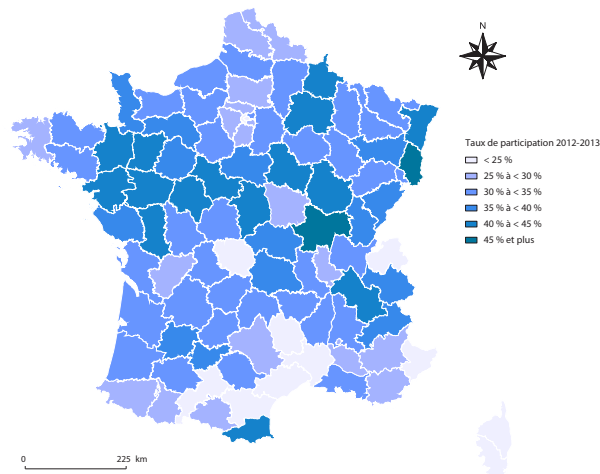 N
Taux de participation 2012-2013
< 25 %
25 % à < 30 %
30 % à < 35 %
35 % à < 40 %
40 % à < 45 %
45 % et plus
0 225 km